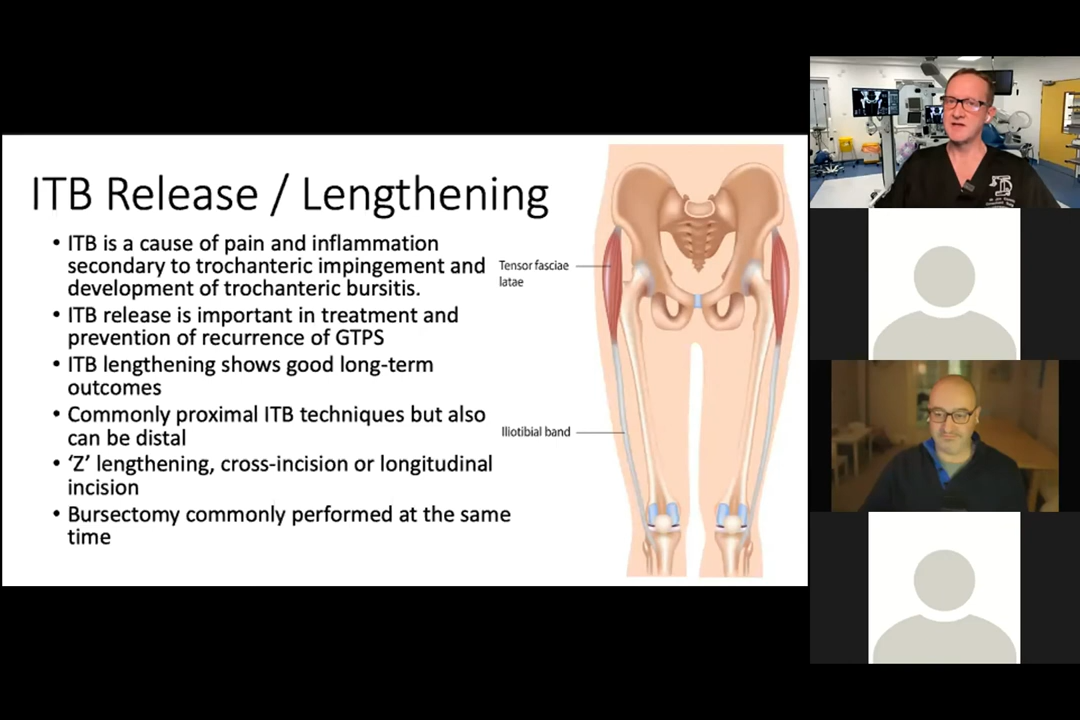 ITB Release / Lengthening
• ITB is a cause of pain and inflammation
secondary to trochanteric impingement and
development of trochanteric bursitis.
• ITB release is important in treatment and
prevention of recurrence of GTPS
• ITB lengthening shows good long-term
outcomes
• Commonly proximal ITB techniques but also
can be distal
• ‘Z’ lengthening, cross-incision or longitudinal
incision
• Bursectomy commonly performed at the same
time
Tensor fasciae
latae
Iliotibial band